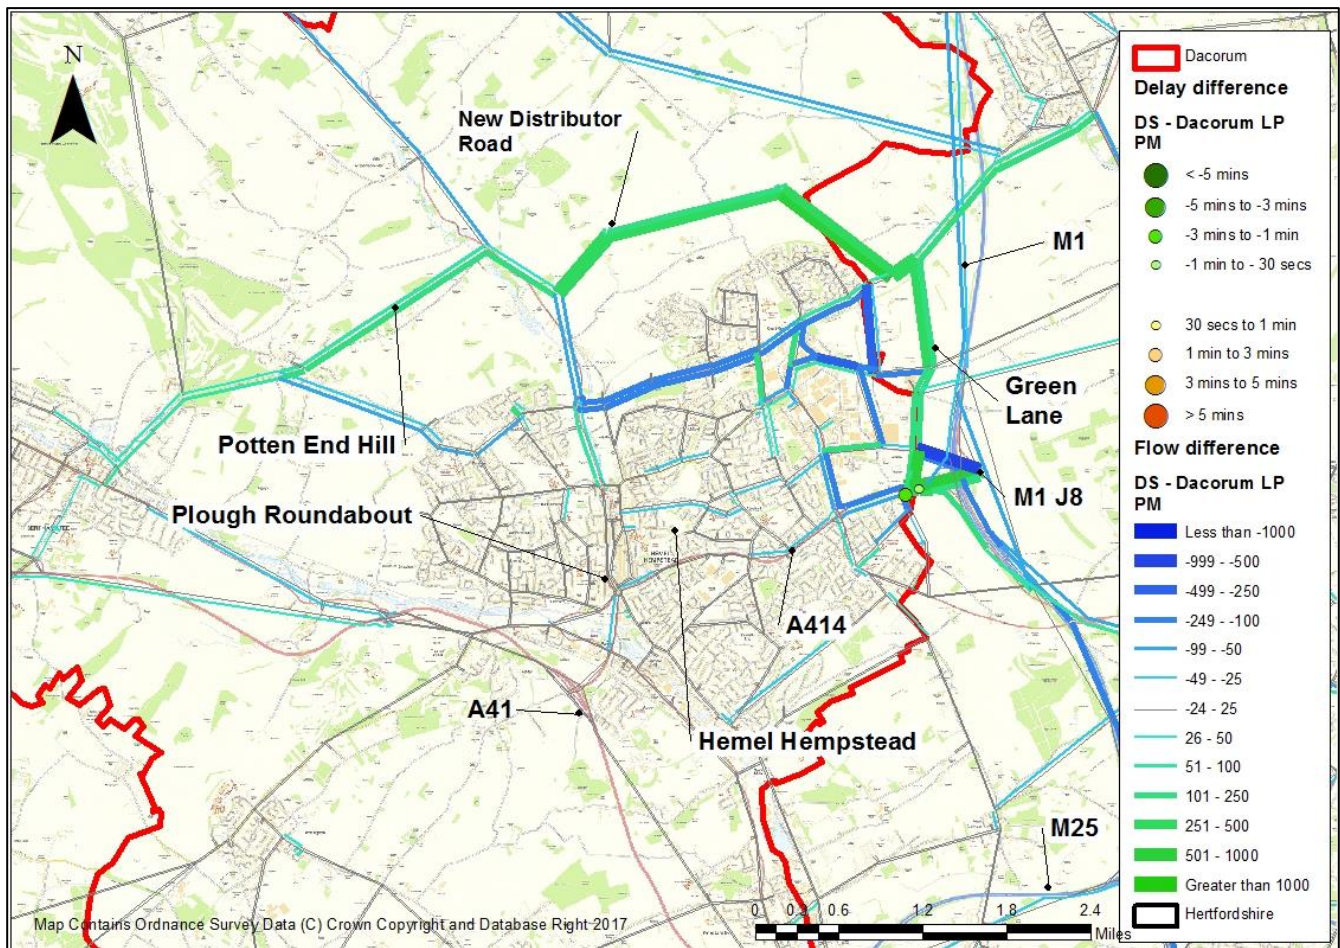 N
New Distributor
Road
M1
Green
Lane
Potten End Hill
Plough Roundabout
M1 J8
HEMEL
HEMPSTEAD
A414
A41
Hemel Hempstead
M25
Map Contains Ordnance Survey Data (C) Crown Copyright and Database Right 2017
0 0.3 0.6 1.2 1.8 2.4
Miles
Dacorum
Delay difference
DS - Dacorum LP
PM
< -5 mins
-5 mins to -3 mins
-3 mins to -1 min
-1 min to - 30 secs
30 secs to 1 min
1 min to 3 mins
3 mins to 5 mins
> 5 mins
Flow difference
DS - Dacorum LP
PM
Less than -1000
-999 - -500
-499 - -250
-249 - -100
-99 - -50
-49 - -25
-24 - 25
26 - 50
51 - 100
101 - 250
251 - 500
501 - 1000
Greater than 1000
Hertfordshire